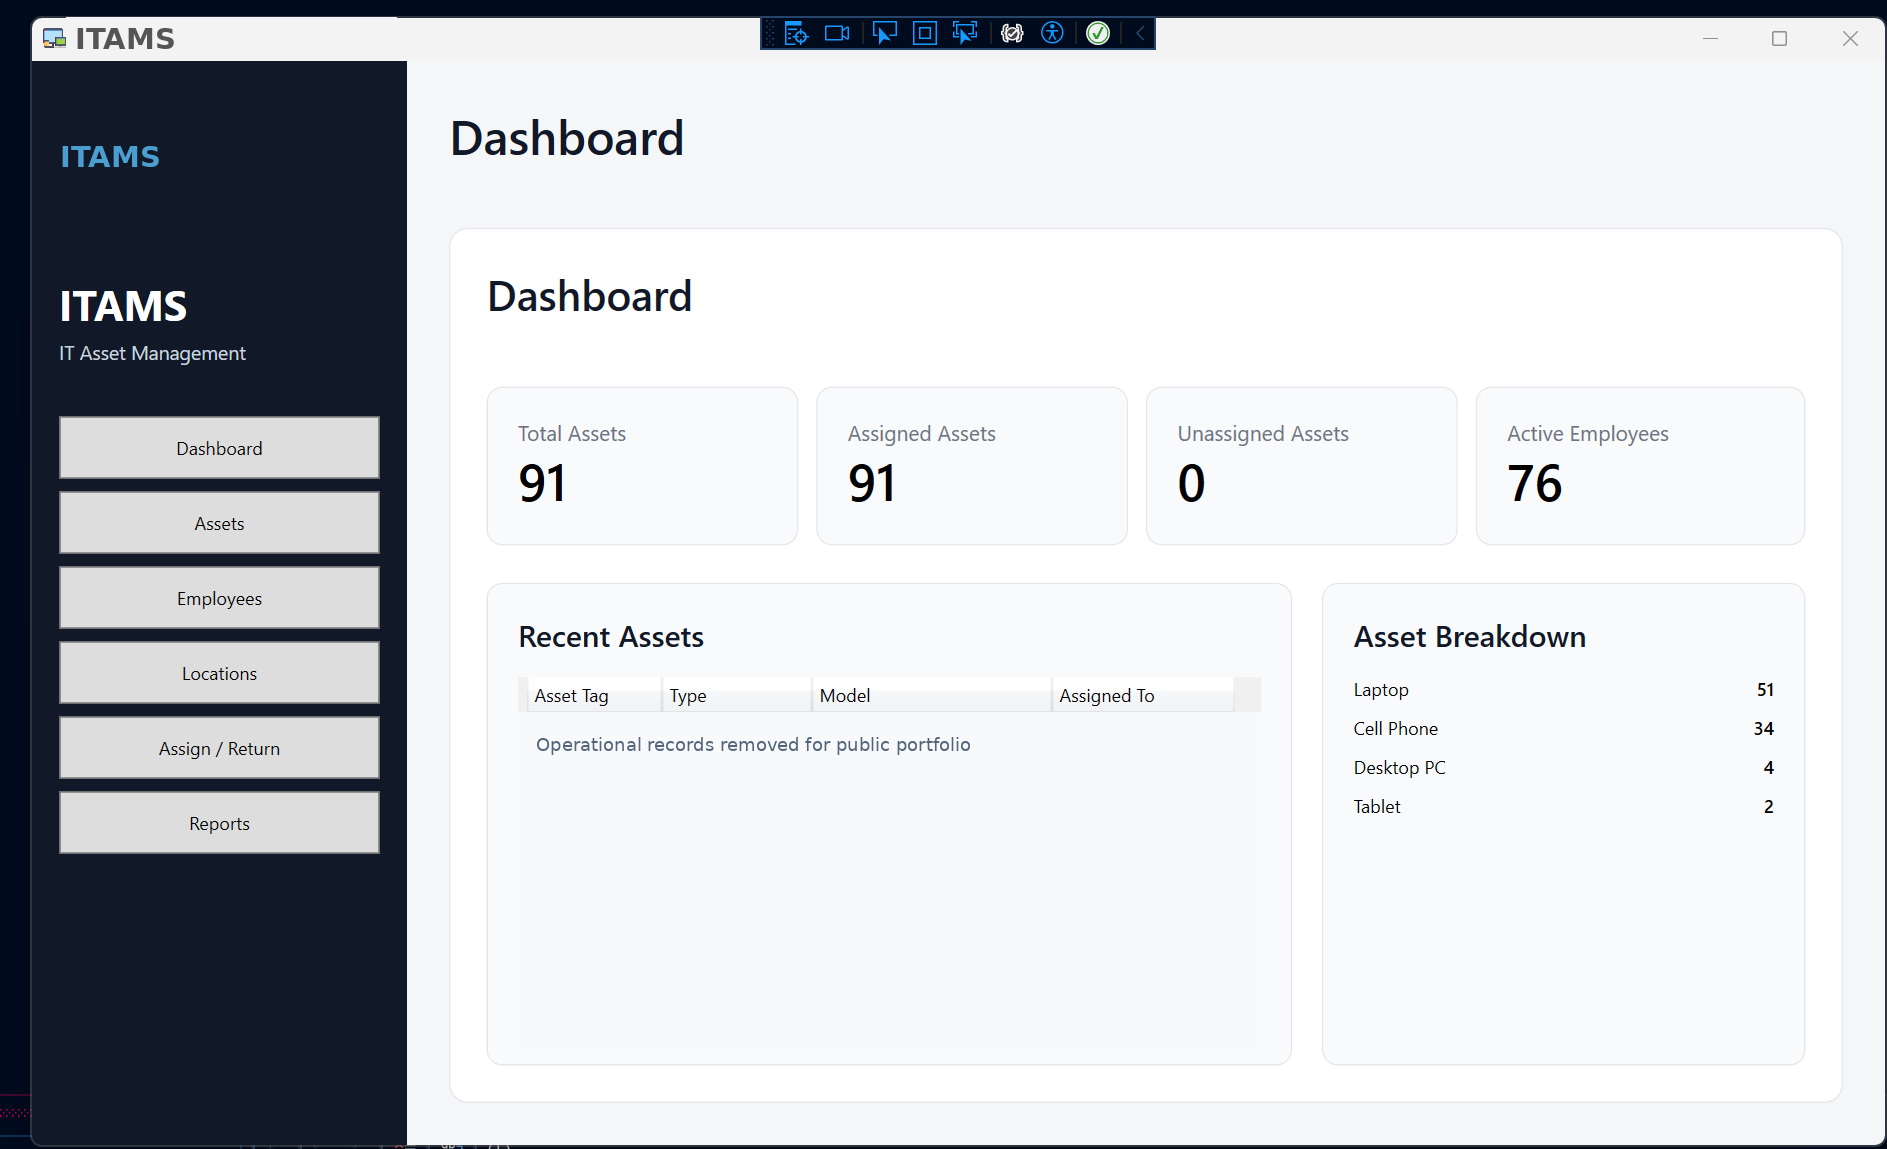 ITAMS
ITAMS
ITAMS
IT Asset Management
Dashboard
Assets
Employees
Locations
Assign / Return
Reports
Dashboard
Dashboard
Total Assets
91
Assigned Assets
91
Unassigned Assets
0
Active Employees
76
Recent Assets
Asset Tag Type Model Assigned To
Operational records removed for public portfolio
Asset Breakdown
Laptop 51
Cell Phone 34
Desktop PC 4
Tablet 2